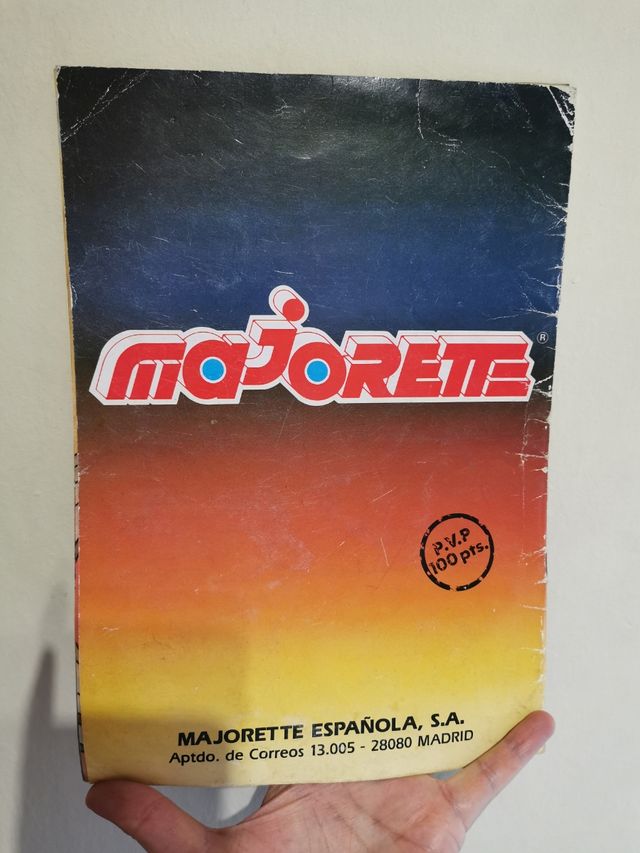 MAJORETTE
®
P.V.P
100 pts.
MAJORETTE ESPAÑOLA, S.A.
Aptdo. de Correos 13.005 - 28080 MADRID